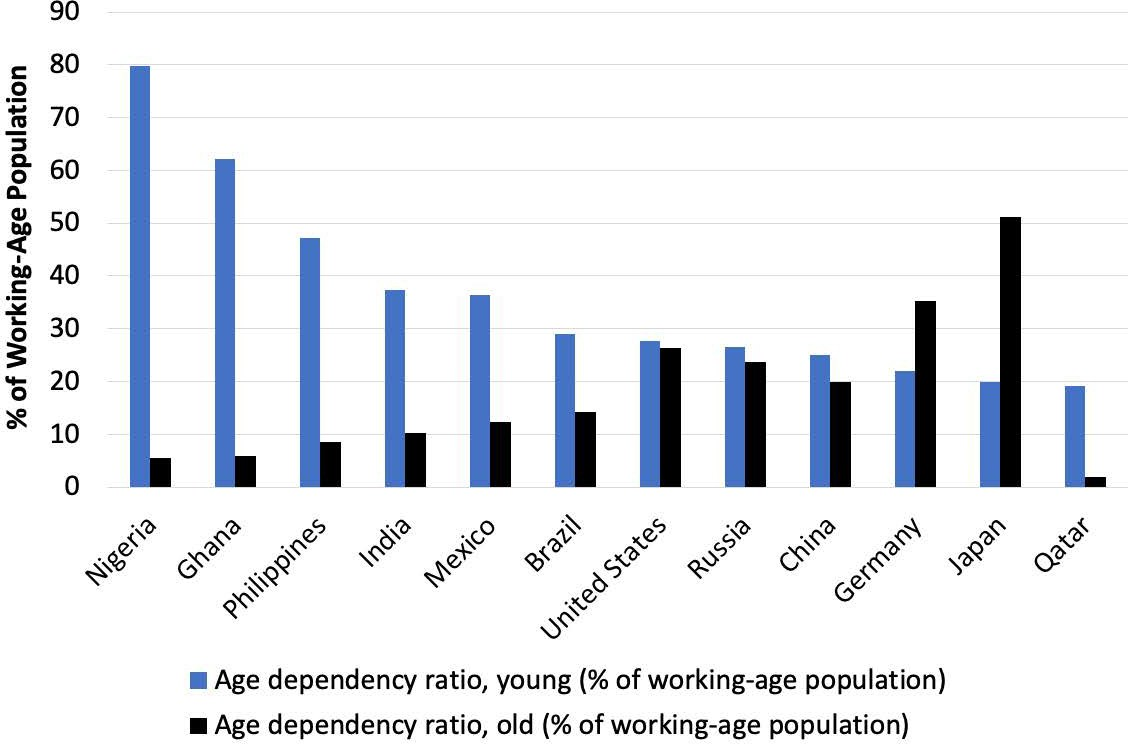 90
80
70
60
50
40
30
20
10
0
% of Working-Age Population
Nigeria
Ghana
Philippines
India
Mexico
Brazil
United States
Russia
China
Germany
Japan
Qatar
Age dependency ratio, young (% of working-age population)
Age dependency ratio, old (% of working-age population)